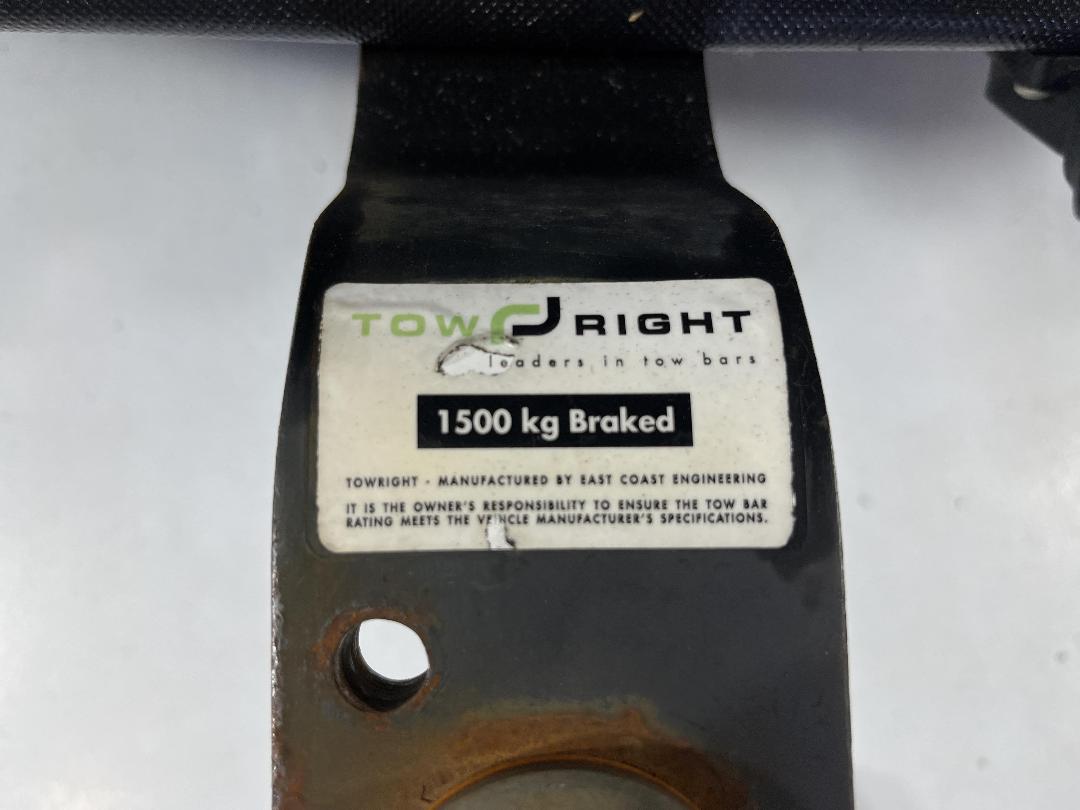 TOW RIGHT
leaders in tow bars
1500 kg Braked
TOWRIGHT - MANUFACTURED BY EAST COAST ENGINEERING
IT IS THE OWNER'S RESPONSIBILITY TO ENSURE THE TOW BAR
RATING MEETS THE VEHICLE MANUFACTURER'S SPECIFICATIONS.